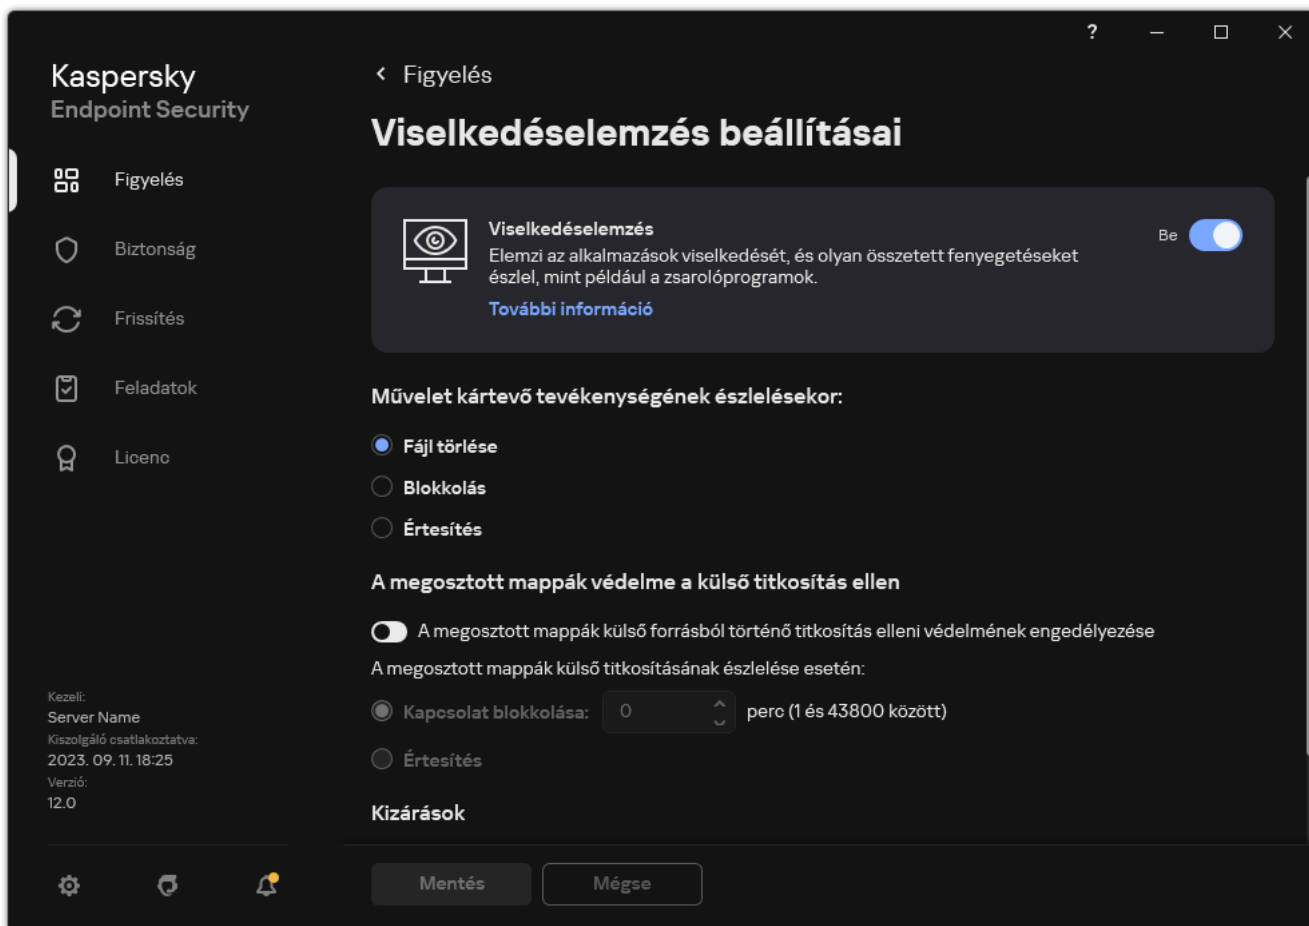 ?
Kaspersky
Endpoint Security
Figyelés
Biztonság
Frissítés
Feladatok
Licenc
Kezeli:
Server Name
Kiszolgáló csatlakoztatva:
2023. 09. 11. 18:25
Verzió:
12.0
Figyelés
Viselkedéselemzés beállításai
Viselkedéselemzés
Elemzi az alkalmazások viselkedését, és olyan összetett fenyegetéseket
észlel, mint például a zsarolóprogramok.
További információ
Be
Művelet kártevő tevékenységének észlelésekor:
Fájl törlése
Blokkolás
Értesítés
A megosztott mappák védelme a külső titkosítás ellen
A megosztott mappák külső forrásból történő titkosítás elleni védelmének engedélyezése
A megosztott mappák külső titkosításának észlelése esetén:
Kapcsolat blokkolása: 0 perc (1 és 43800 között)
Értesítés
Kizárások
Mentés
Mégse